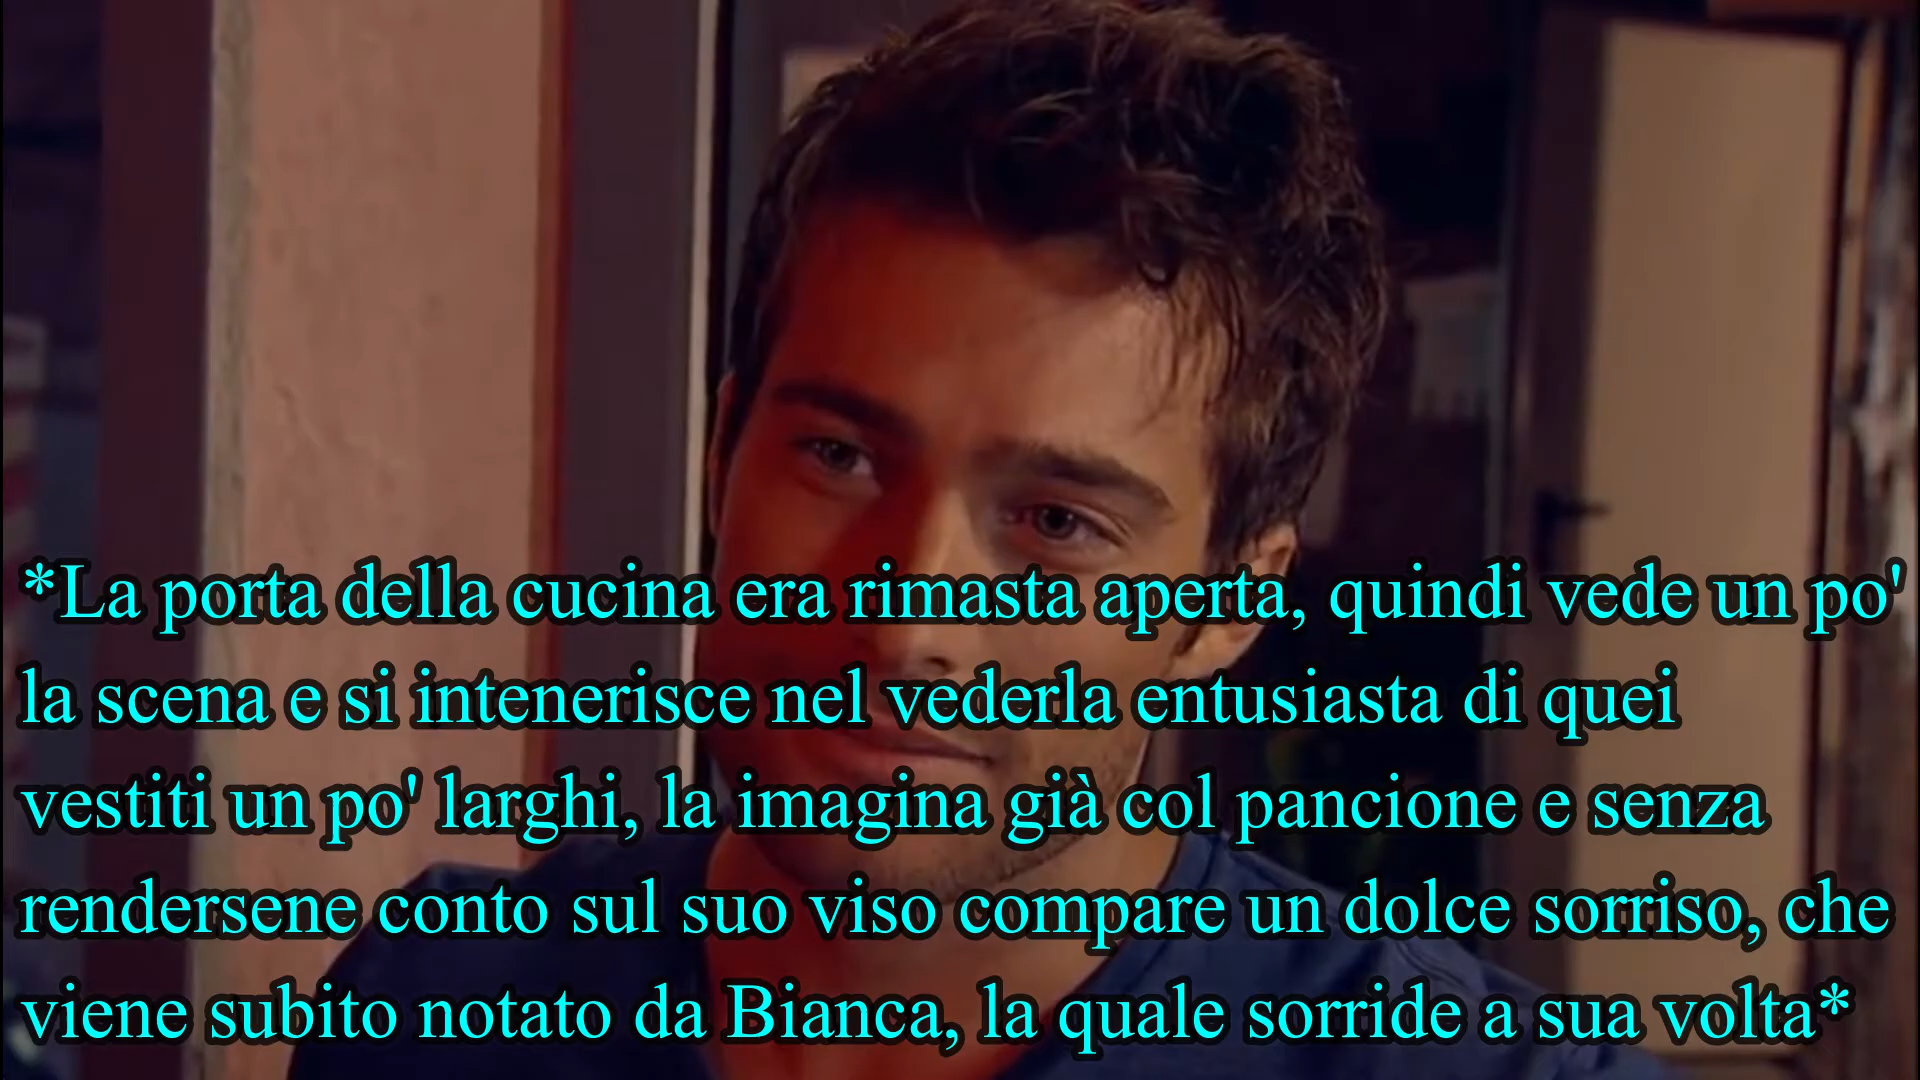 *La porta della cucina era rimasta aperta, quindi vede un po'
la scena e si intenerisce nel vederla entusiasta di quei
vestiti un po' larghi, la imagina già col pancione e senza
rendersene conto sul suo viso compare un dolce sorriso, che
viene subito notato da Bianca, la quale sorride a sua volta*